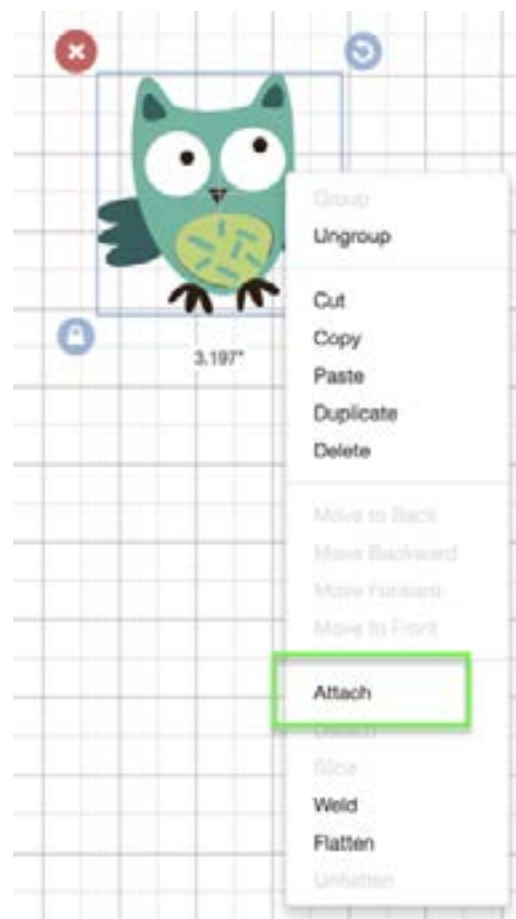 Group
Ungroup
Cut
Copy
3.197"
Paste
Duplicate
Delete
Move to Back
Move Backward
Move Forward
Move to Front
Attach
Detach
Slice
Weld
Flatten
Unflatten